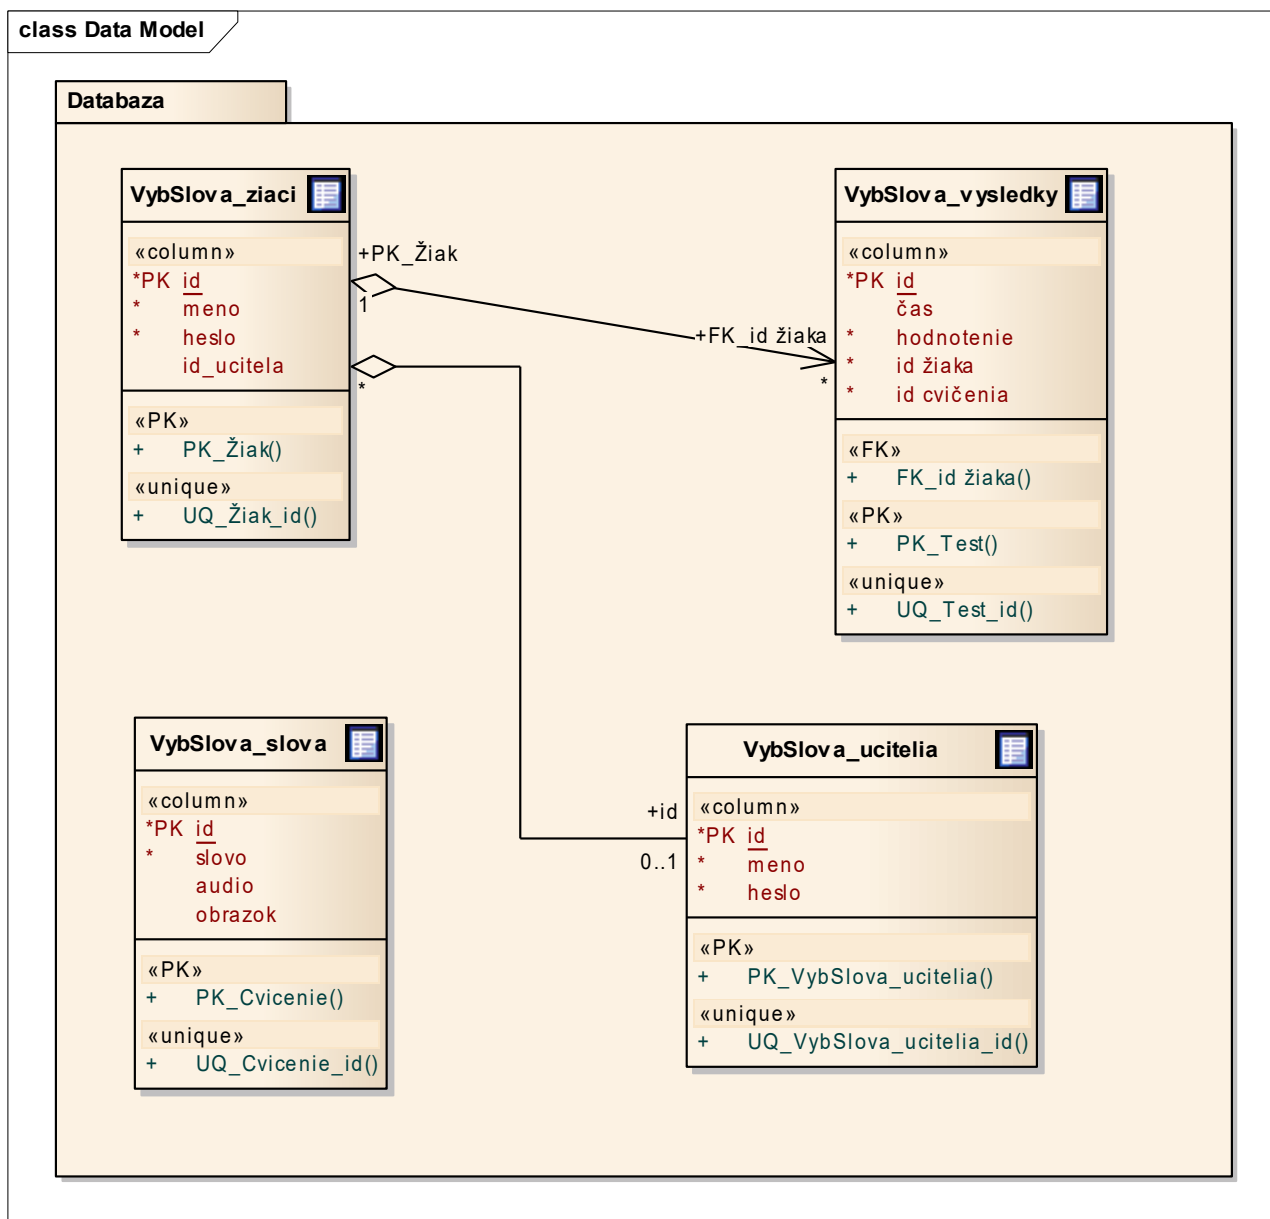 class Data Model
Databaza
VybSlova_ziaci
«column»
*PK id
* meno
* heslo
id_ucitela
«PK»
+ PK_Žiak()
«unique»
+ UQ_Žiak_id()
+PK_Žiak
1
+FK_id žiaka
*
*
VybSlova_vysledky
«column»
*PK id
čas
* hodnotenie
* id žiaka
* id cvičenia
«FK»
+ FK_id žiaka()
«PK»
+ PK_Test()
«unique»
+ UQ_Test_id()
VybSlova_slova
«column»
*PK id
* slovo
audio
obrazok
«PK»
+ PK_Cvicenie()
«unique»
+ UQ_Cvicenie_id()
+id
0..1
VybSlova_ucitelia
«column»
*PK id
* meno
* heslo
«PK»
+ PK_VybSlova_ucitelia()
«unique»
+ UQ_VybSlova_ucitelia_id()